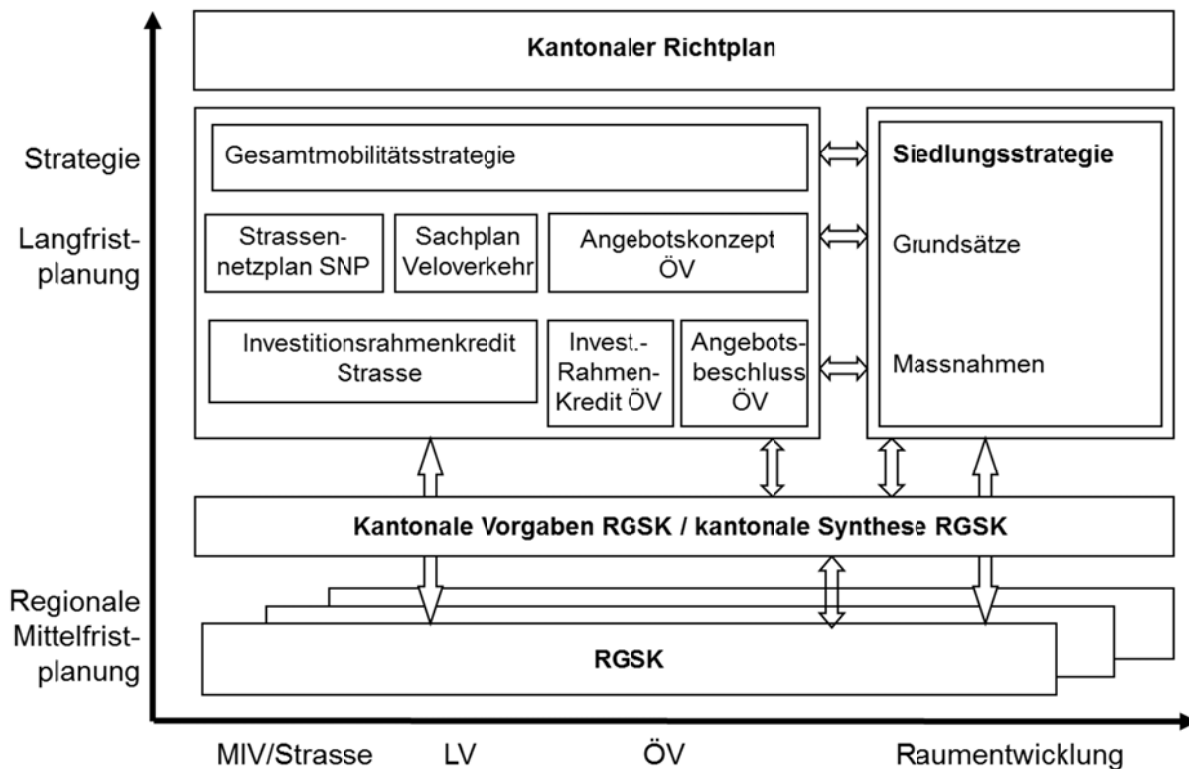 Kantonaler Richtplan
Strategie
Gesamtmobilitätsstrategie
Siedlungsstrategie
Langfrist-
planung
Strassen-
netzplan SNP
Sachplan
Veloverkehr
Angebotskonzept
ÖV
Grundsätze
Investitionsrahmenkredit
Strasse
Invest.-
Rahmen-
Kredit ÖV
Angebots-
beschluss
ÖV
Massnahmen
Kantonale Vorgaben RGSK / kantonale Synthese RGSK
Regionale
Mittelfrist-
planung
RGSK
MIV/Strasse
LV
ÖV
Raumentwicklung